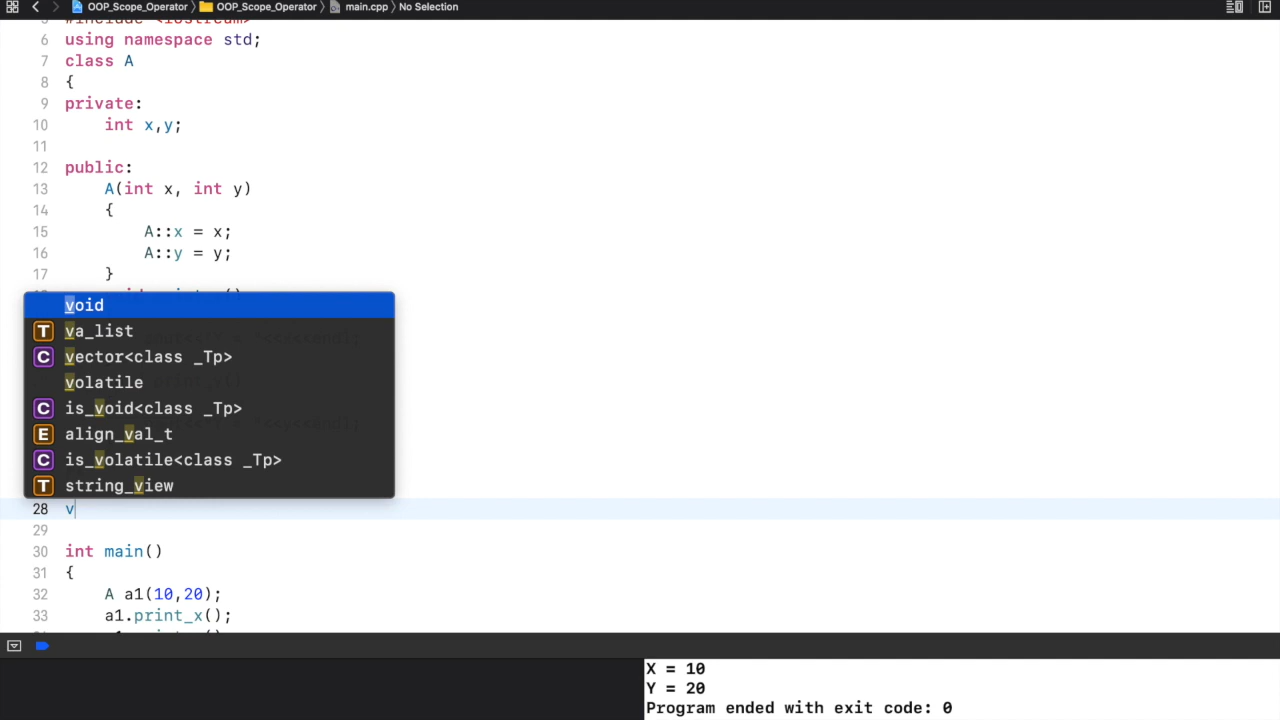 OOP_Scope_Operator OOP_Scope_Operator main.cpp No Selection
5 #include <iostream>
6 using namespace std;
7 class A
8 {
9 private:
10 int x,y;
11
12 public:
13 A(int x, int y)
14 {
15 A::x = x;
16 A::y = y;
17 }
void
T va_list
C vector<class _Tp>
volatile
C is_void<class _Tp>
E align_val_t
C is_volatile<class _Tp>
T string_view
28 v
29
30 int main()
31 {
32 A a1(10,20);
33 a1.print_x();
X = 10
Y = 20
Program ended with exit code: 0